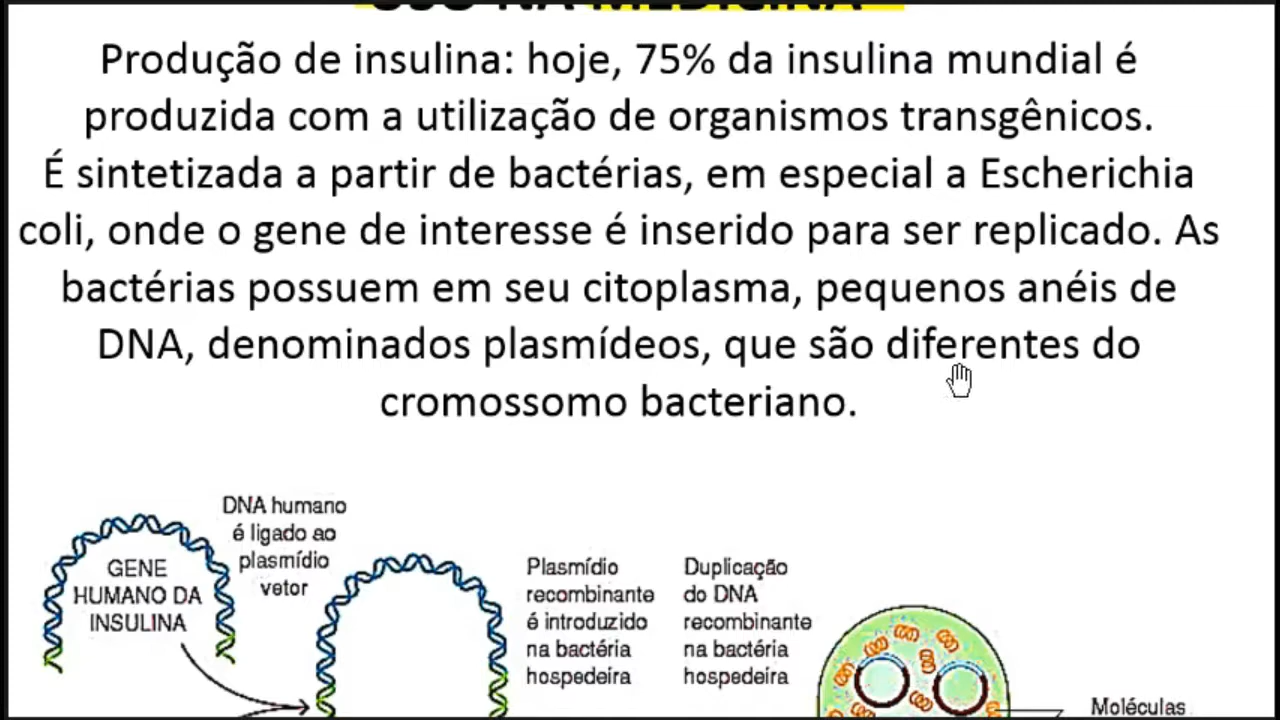 USO NA MEDICINA
Produção de insulina: hoje, 75% da insulina mundial é
produzida com a utilização de organismos transgênicos.
É sintetizada a partir de bactérias, em especial a Escherichia
coli, onde o gene de interesse é inserido para ser replicado. As
bactérias possuem em seu citoplasma, pequenos anéis de
DNA, denominados plasmídeos, que são diferentes do
cromossomo bacteriano.
DNA humano
é ligado ao
plasmídio
vetor
GENE
HUMANO DA
INSULINA
Plasmídio
recombinante
é introduzido
na bactéria
hospedeira
Duplicação
do DNA
recombinante
na bactéria
hospedeira
Moléculas